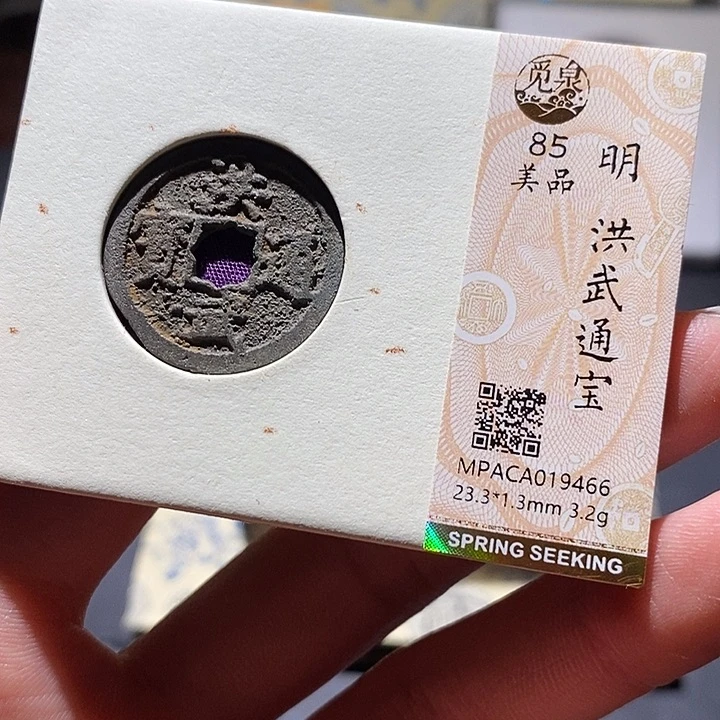 觅泉
85
美品
明 洪武通宝
MPACA019466
23.3*1.3mm 3.2g
SPRING SEEKING